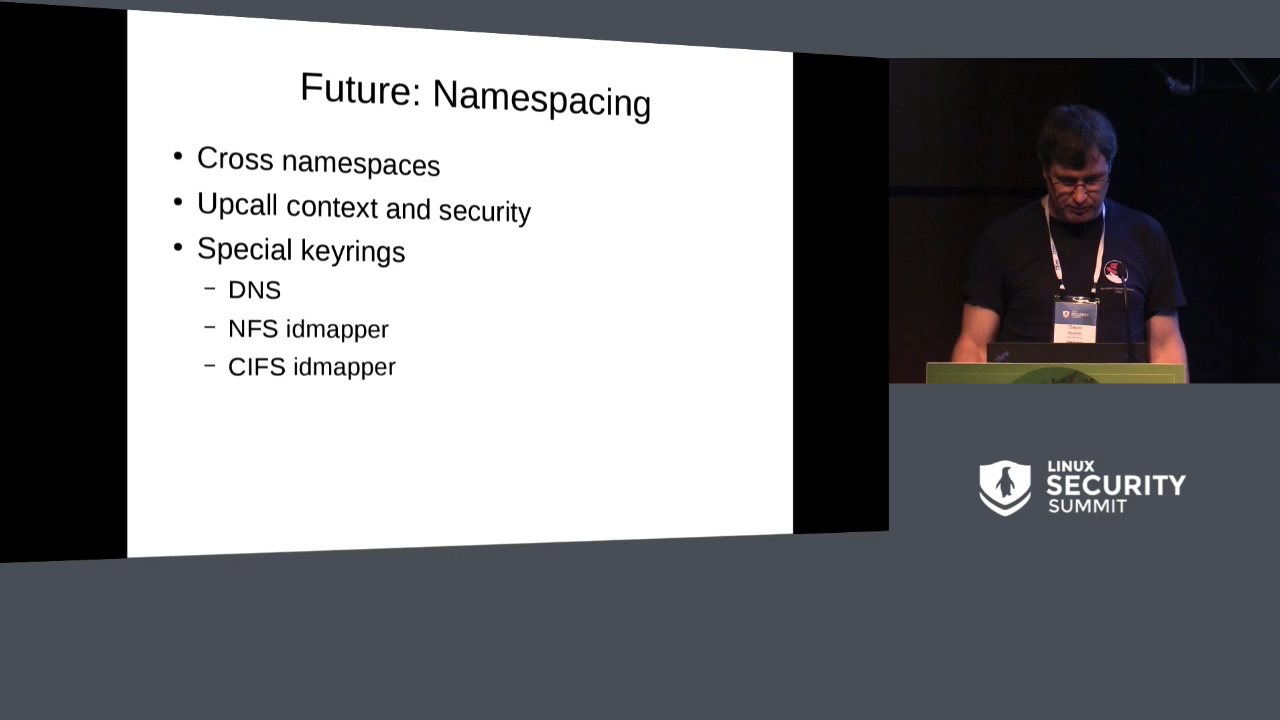 Future: Namespacing
• Cross namespaces
• Upcall context and security
• Special keyrings
– DNS
– NFS idmapper
– CIFS idmapper
LINUX
SECURITY
SUMMIT